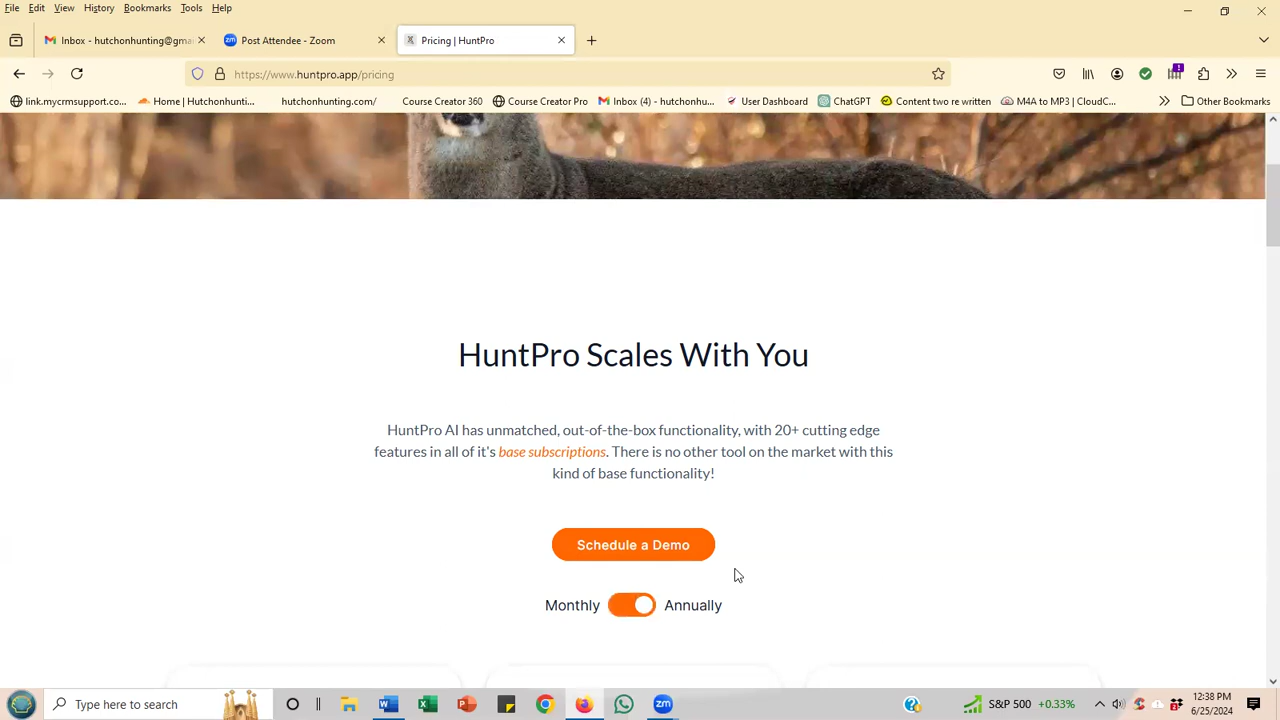 File Edit View History Bookmarks Tools Help
Inbox - hutchonhunting@gma
Post Attendee - Zoom
Pricing | HuntPro
https://www.huntpro.app/pricing
link.mycrmsupport.co...
Home | Hutchonhunti...
hutchonhunting.com/
Course Creator 360
Course Creator Pro
Inbox (4) - hutchonhu...
User Dashboard
ChatGPT
Content two re written
M4A to MP3 | CloudC...
Other Bookmarks
HuntPro Scales With You
HuntPro AI has unmatched, out-of-the-box functionality, with 20+ cutting edge
features in all of it's base subscriptions. There is no other tool on the market with this
kind of base functionality!
Schedule a Demo
Monthly Annually
Type here to search
S&P 500 +0.33%
12:38 PM
6/25/2024